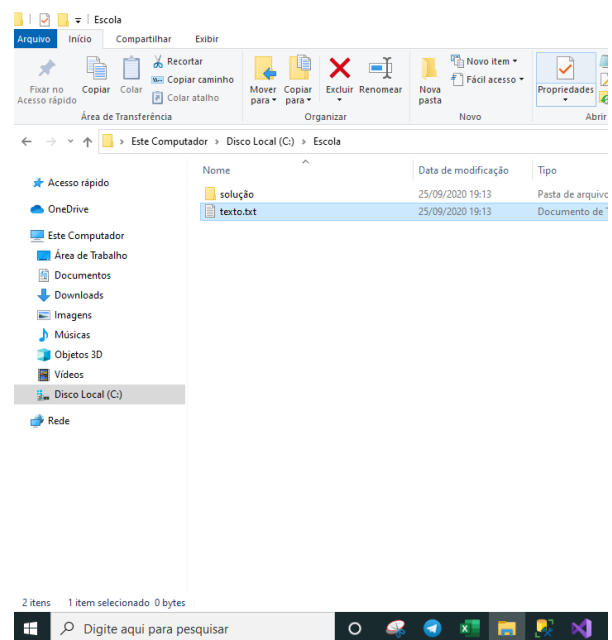 Escola
Arquivo Início Compartilhar Exibir
Fixar no Acesso rápido
Copiar
Colar
Recortar
Copiar caminho
Colar atalho
Mover para
Copiar para
Excluir
Renomear
Nova pasta
Novo item
Fácil acesso
Propriedades
Área de Transferência Organizar Novo Abrir
Este Computador > Disco Local (C:) > Escola
Nome Data de modificação Tipo
solução 25/09/2020 19:13 Pasta de arquivo
texto.txt 25/09/2020 19:13 Documento de T
Acesso rápido
OneDrive
Este Computador
Área de Trabalho
Documentos
Downloads
Imagens
Músicas
Objetos 3D
Vídeos
Disco Local (C:)
Rede
2 itens 1 item selecionado 0 bytes
Digite aqui para pesquisar